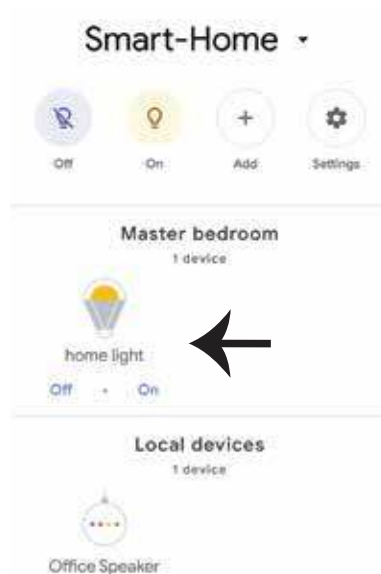 Smart-Home
Off On Add Settings
Master bedroom
1 device
home light
Off · On
Local devices
1 device
Office Speaker